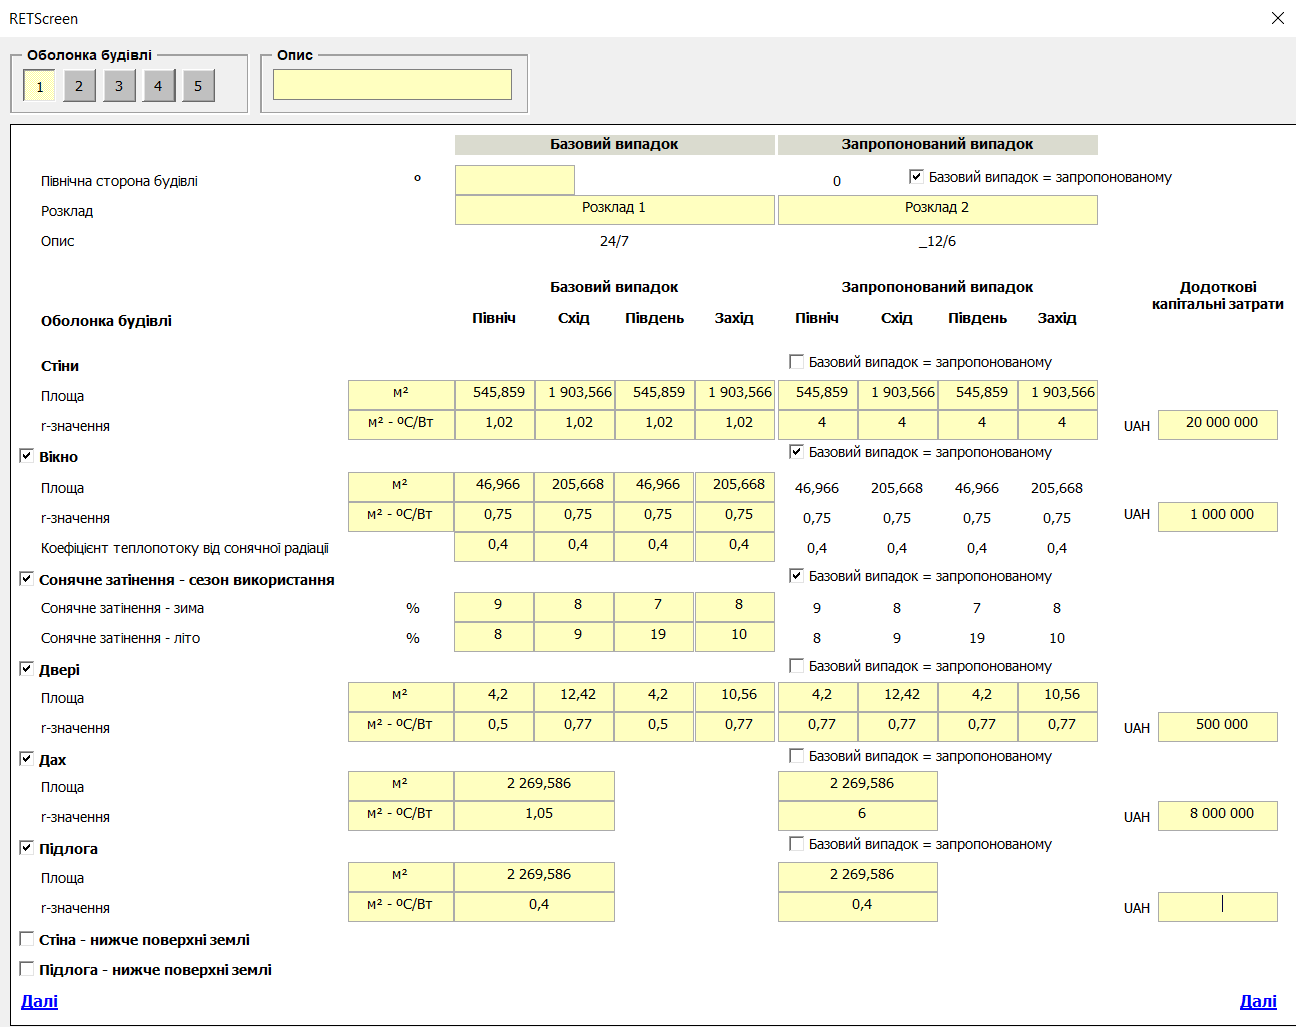 RETScreen
Оболонка будівлі Опис
1 2 3 4 5
Базовий випадок Запропонований випадок
Північна сторона будівлі º 0 Базовий випадок = запропонованому
Розклад Розклад 1 Розклад 2
Опис 24/7 _12/6
Базовий випадок Запропонований випадок Додоткові
капітальні затрати
Оболонка будівлі Північ Схід Південь Захід Північ Схід Південь Захід
Стіни Базовий випадок = запропонованому
Площа м² 545,859 1 903,566 545,859 1 903,566 545,859 1 903,566 545,859 1 903,566
r-значення м² - ºС/Вт 1,02 1,02 1,02 1,02 4 4 4 4 UAH 20 000 000
Вікно Базовий випадок = запропонованому
Площа м² 46,966 205,668 46,966 205,668 46,966 205,668 46,966 205,668
r-значення м² - ºС/Вт 0,75 0,75 0,75 0,75 0,75 0,75 0,75 0,75 UAH 1 000 000
Коефіцієнт теплопотоку від сонячної радіації 0,4 0,4 0,4 0,4 0,4 0,4 0,4 0,4
Сонячне затінення - сезон використання Базовий випадок = запропонованому
Сонячне затінення - зима % 9 8 7 8 9 8 7 8
Сонячне затінення - літо % 8 9 19 10 8 9 19 10
Двері Базовий випадок = запропонованому
Площа м² 4,2 12,42 4,2 10,56 4,2 12,42 4,2 10,56
r-значення м² - ºС/Вт 0,5 0,77 0,5 0,77 0,77 0,77 0,77 0,77 UAH 500 000
Дах Базовий випадок = запропонованому
Площа м² 2 269,586 2 269,586
r-значення м² - ºС/Вт 1,05 6 UAH 8 000 000
Підлога Базовий випадок = запропонованому
Площа м² 2 269,586 2 269,586
r-значення м² - ºС/Вт 0,4 0,4 UAH
Стіна - нижче поверхні землі
Підлога - нижче поверхні землі
Далі Далі